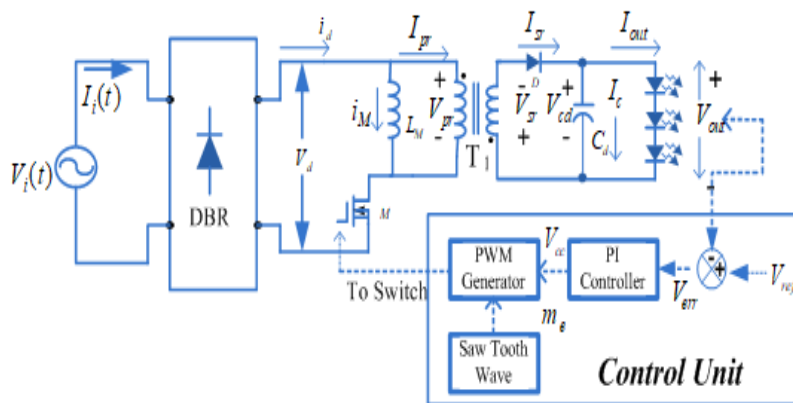 i_d
I_pr
I_sr
I_out
I_i(t)
V_i(t)
DBR
V_d
i_M
L_M
+
V_pr
-
T_1
-
V_sr
+
D
+
V_cd
-
I_c
C_d
+
V_out
-
M
To Switch
PWM
Generator
V_cc
PI
Controller
V_err
-
+
V_ref
m_e
Saw Tooth
Wave
Control Unit